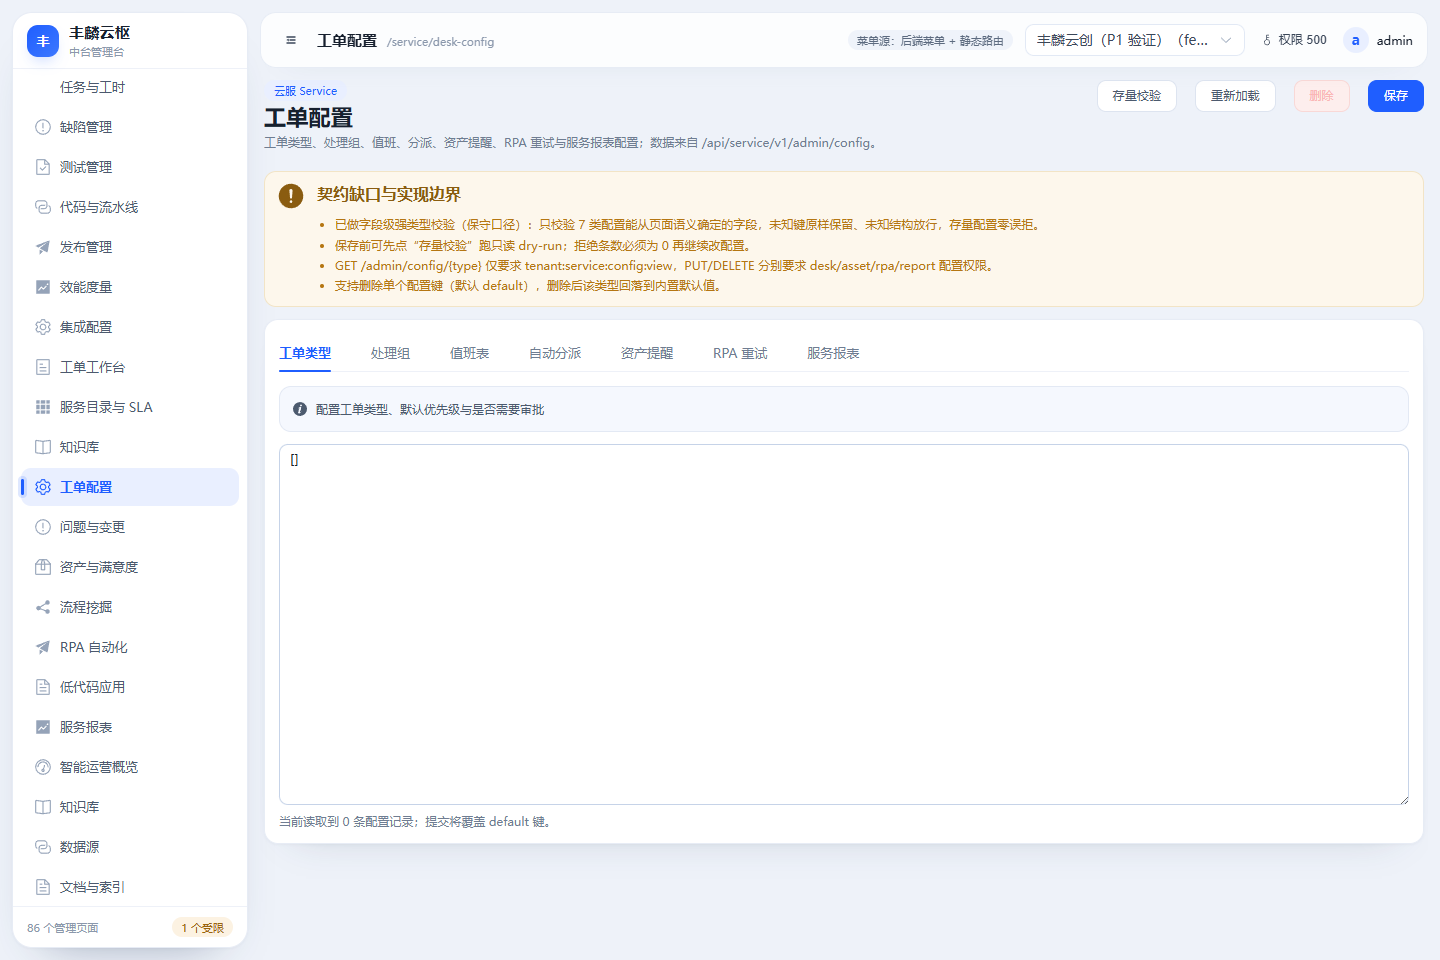 丰
丰麟云枢
中台管理台
任务与工时
缺陷管理
测试管理
代码与流水线
发布管理
效能度量
集成配置
工单工作台
服务目录与 SLA
知识库
工单配置
问题与变更
资产与满意度
流程挖掘
RPA 自动化
低代码应用
服务报表
智能运营概览
知识库
数据源
文档与索引
86 个管理页面
1 个受限
工单配置 /service/desk-config
菜单源：后端菜单 + 静态路由
丰麟云创（P1 验证）（fe...
权限 500
a
admin
云服 Service
工单配置
工单类型、处理组、值班、分派、资产提醒、RPA 重试与服务报表配置；数据来自 /api/service/v1/admin/config。
存量校验
重新加载
删除
保存
契约缺口与实现边界
• 已做字段级强类型校验（保守口径）：只校验 7 类配置能从页面语义确定的字段，未知键原样保留、未知结构放行，存量配置零误拒。
• 保存前可先点“存量校验”跑只读 dry-run；拒绝条数必须为 0 再继续改配置。
• GET /admin/config/{type} 仅要求 tenant:service:config:view，PUT/DELETE 分别要求 desk/asset/rpa/report 配置权限。
• 支持删除单个配置键（默认 default），删除后该类型回落到内置默认值。
工单类型
处理组
值班表
自动分派
资产提醒
RPA 重试
服务报表
配置工单类型、默认优先级与是否需要审批
[]
当前读取到 0 条配置记录；提交将覆盖 default 键。